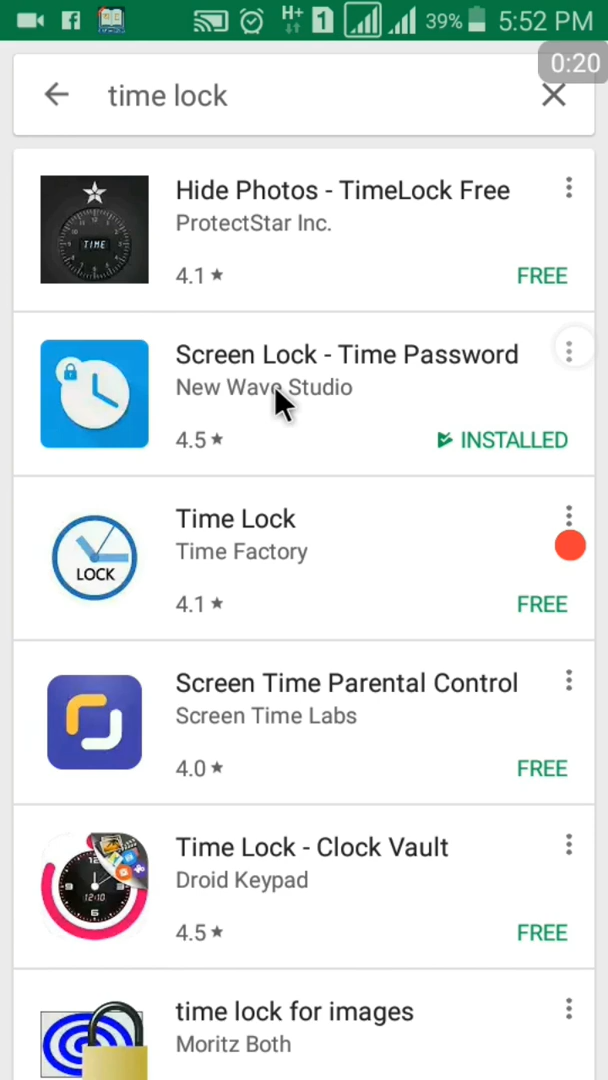 H+ 1 39% 5:52 PM
0:20
time lock
Hide Photos - TimeLock Free
ProtectStar Inc.
TIME
4.1 FREE
Screen Lock - Time Password
New Wave Studio
4.5 INSTALLED
Time Lock
Time Factory
LOCK
4.1 FREE
Screen Time Parental Control
Screen Time Labs
4.0 FREE
Time Lock - Clock Vault
Droid Keypad
12:10
4.5 FREE
time lock for images
Moritz Both